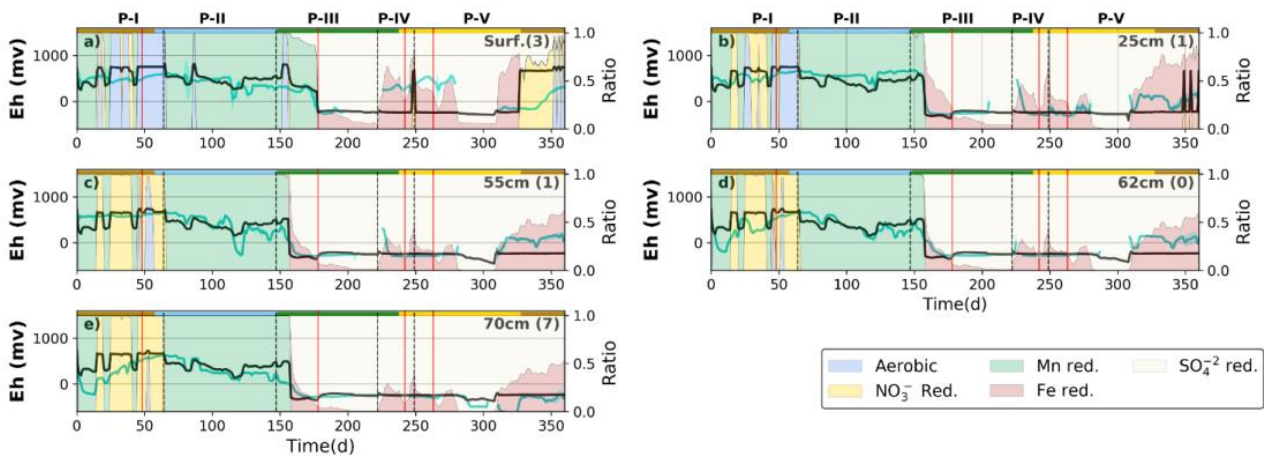 P-I P-II P-III P-IV P-V
P-I P-II P-III P-IV P-V
a) Surf.(3)
Eh (mv)
1000
0
1.0
0.5
0.0
Ratio
0 50 100 150 200 250 300 350
b) 25cm (1)
Eh (mv)
1000
0
1.0
0.5
0.0
Ratio
0 50 100 150 200 250 300 350
c) 55cm (1)
Eh (mv)
1000
0
1.0
0.5
0.0
Ratio
0 50 100 150 200 250 300 350
d) 62cm (0)
Eh (mv)
1000
0
1.0
0.5
0.0
Ratio
0 50 100 150 200 250 300 350
Time(d)
e) 70cm (7)
Eh (mv)
1000
0
1.0
0.5
0.0
Ratio
0 50 100 150 200 250 300 350
Time(d)
Aerobic Mn red. SO₄⁻² red.
NO₃⁻ Red. Fe red.